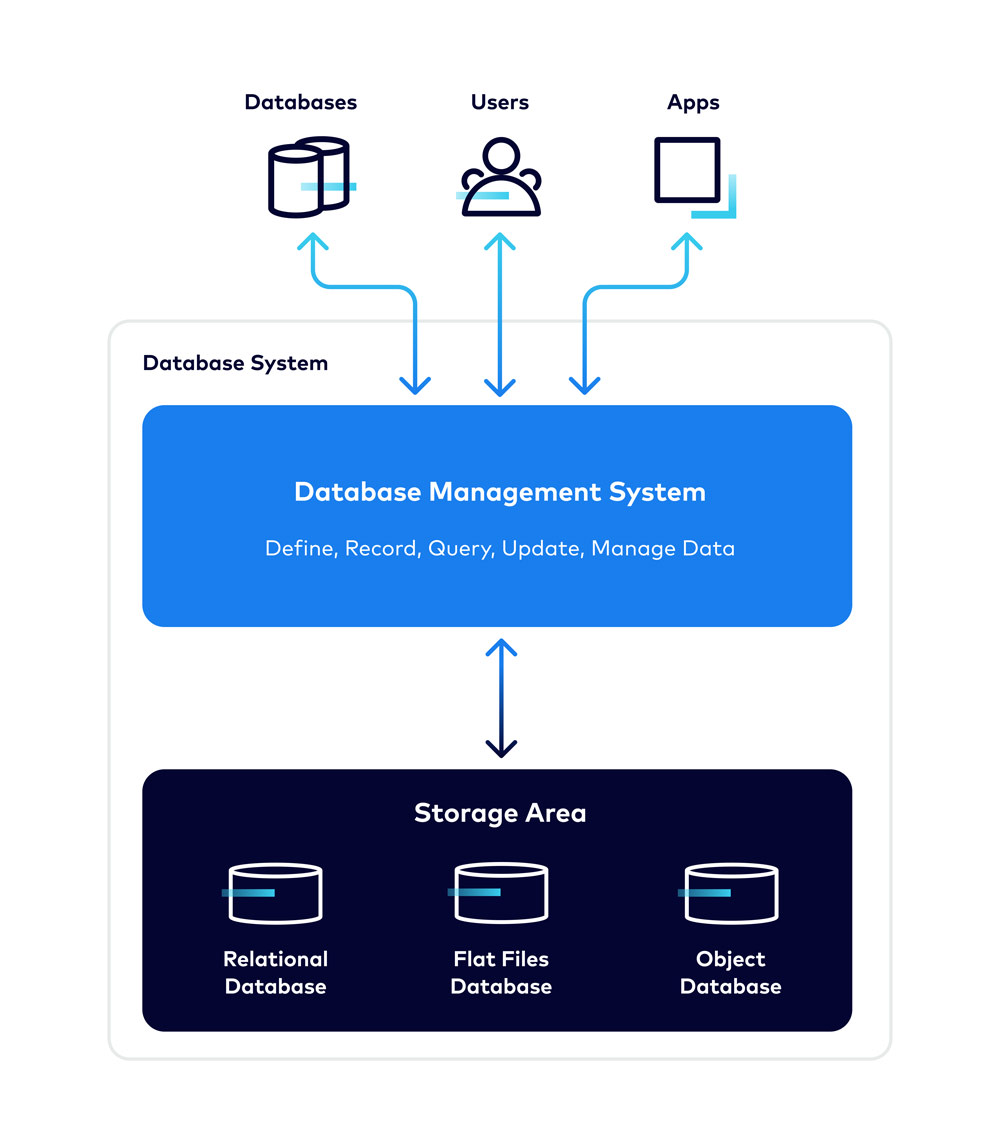 Databases
Users
Apps
Database System
Database Management System
Define, Record, Query, Update, Manage Data
Storage Area
Relational
Database
Flat Files
Database
Object
Database